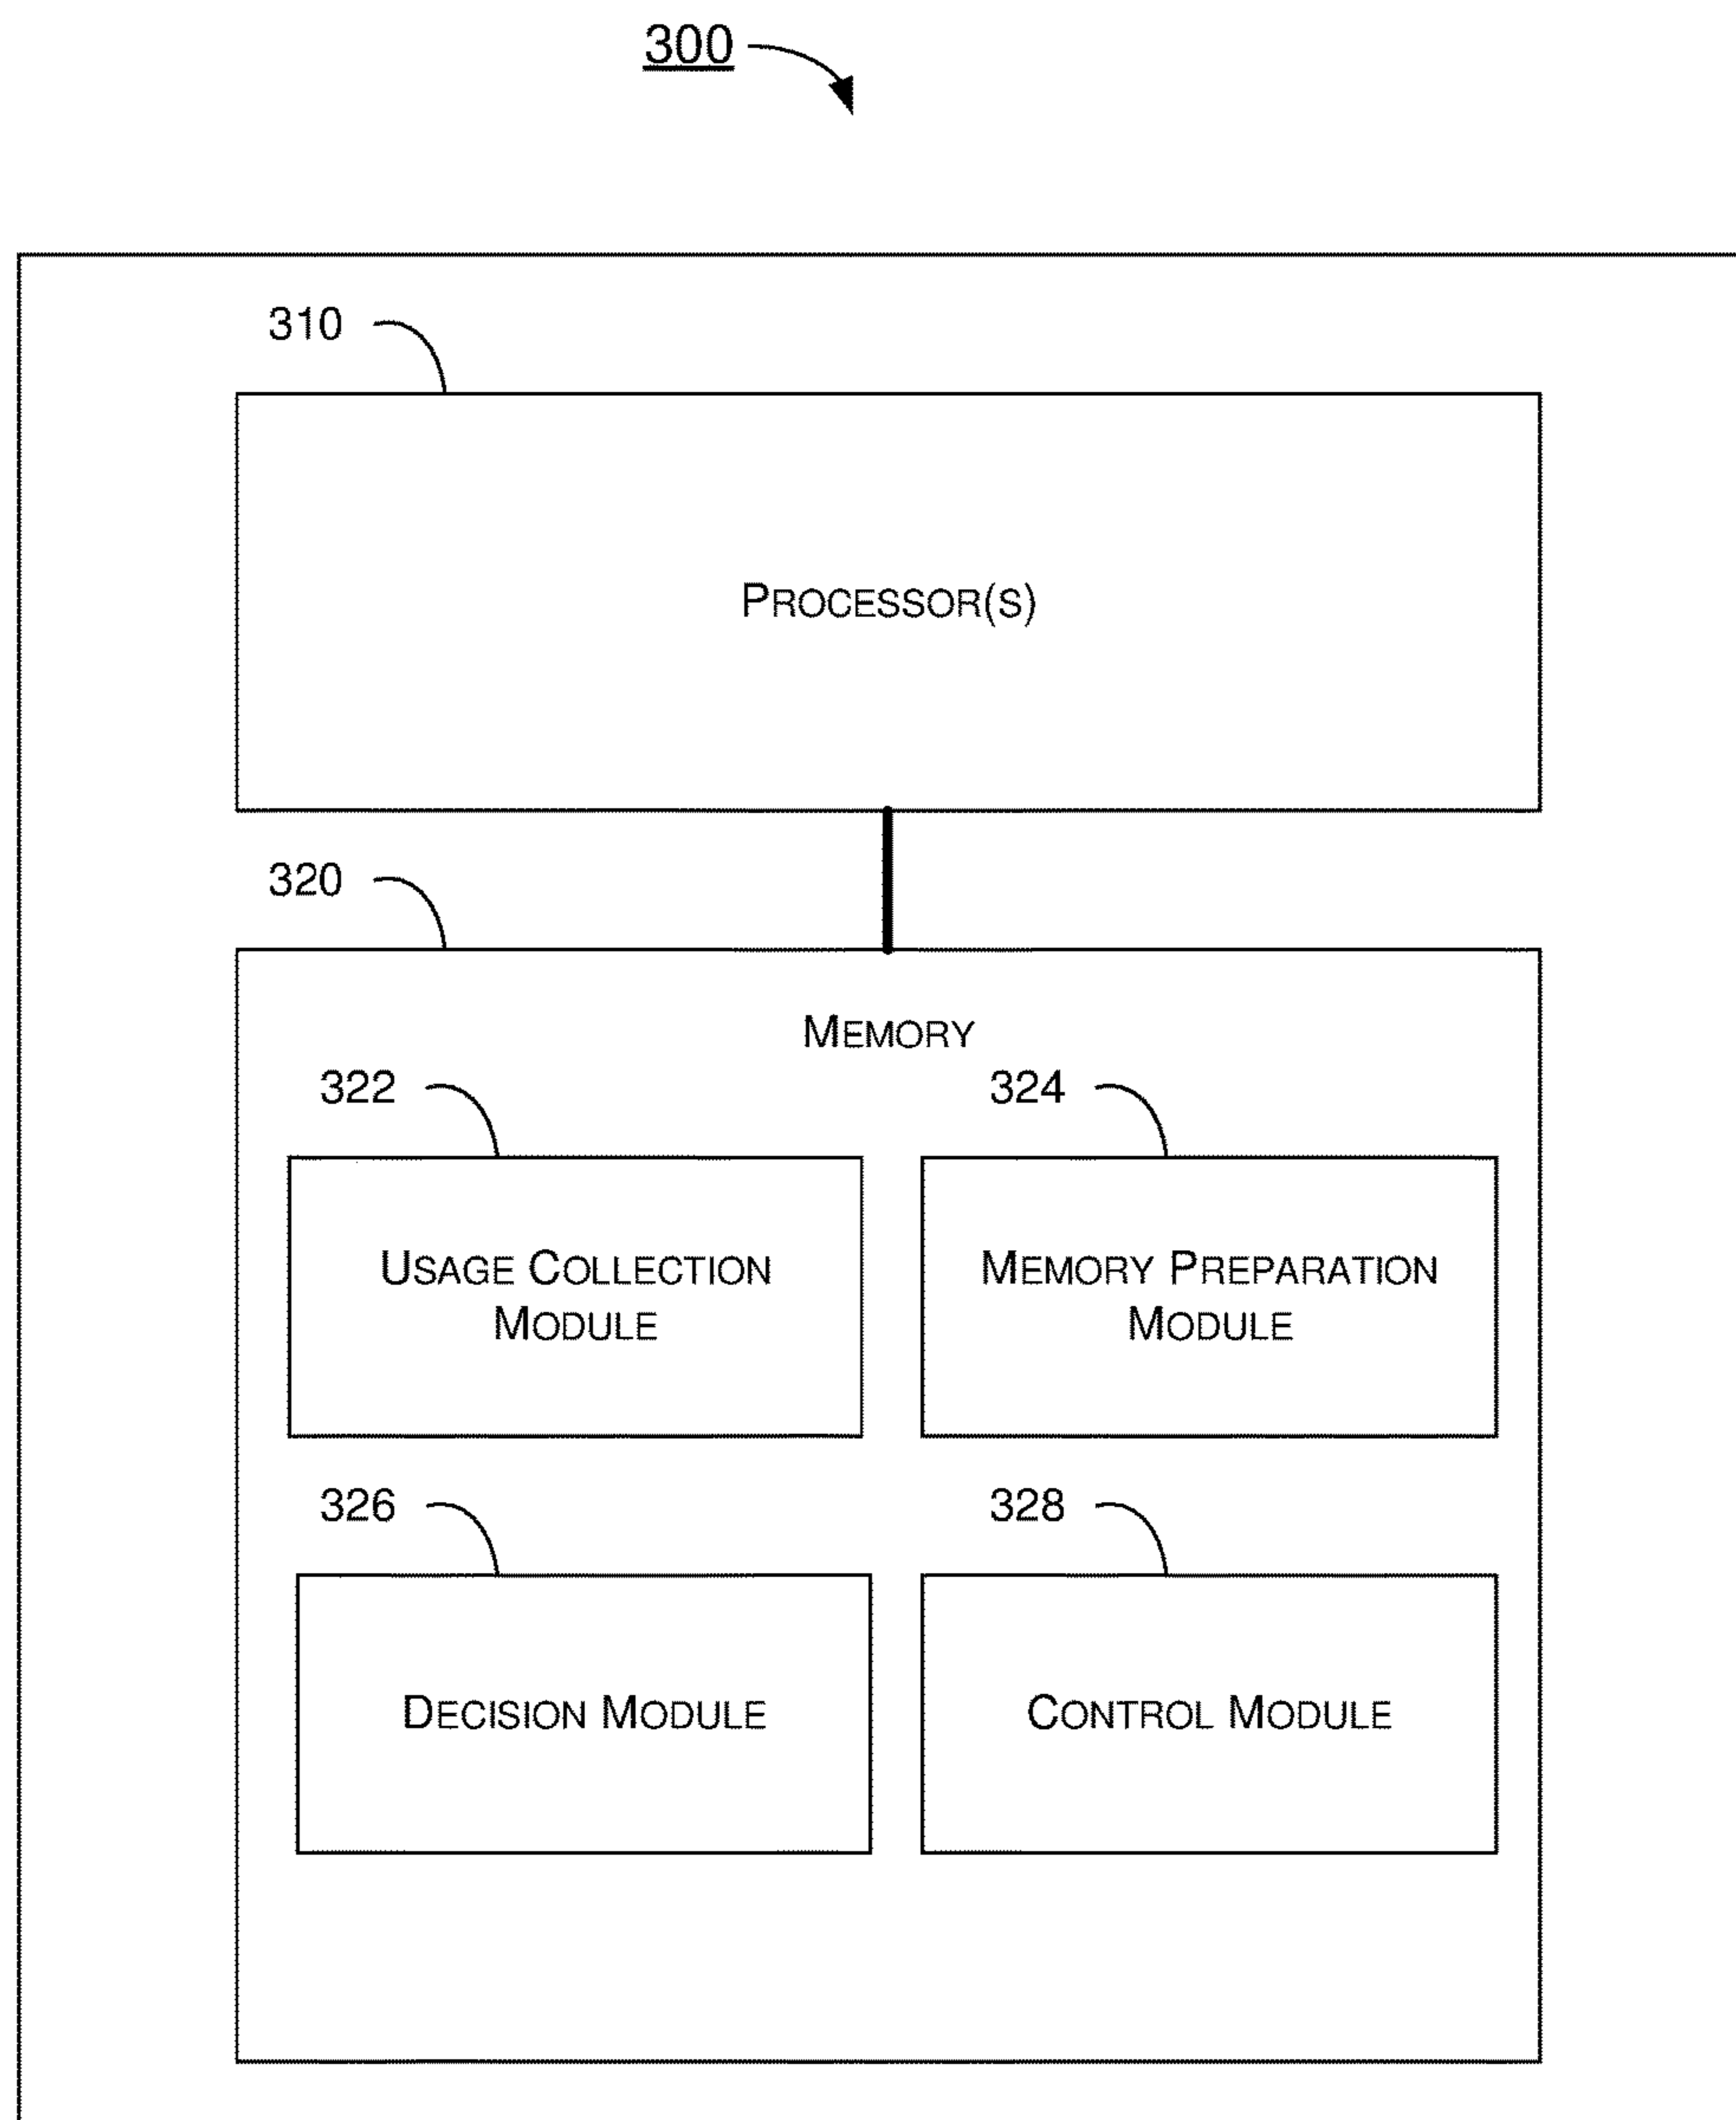 300
310
PROCESSOR(S)
320
MEMORY
322
324
USAGE COLLECTION
MODULE
MEMORY PREPARATION
MODULE
326
328
DECISION MODULE
CONTROL MODULE